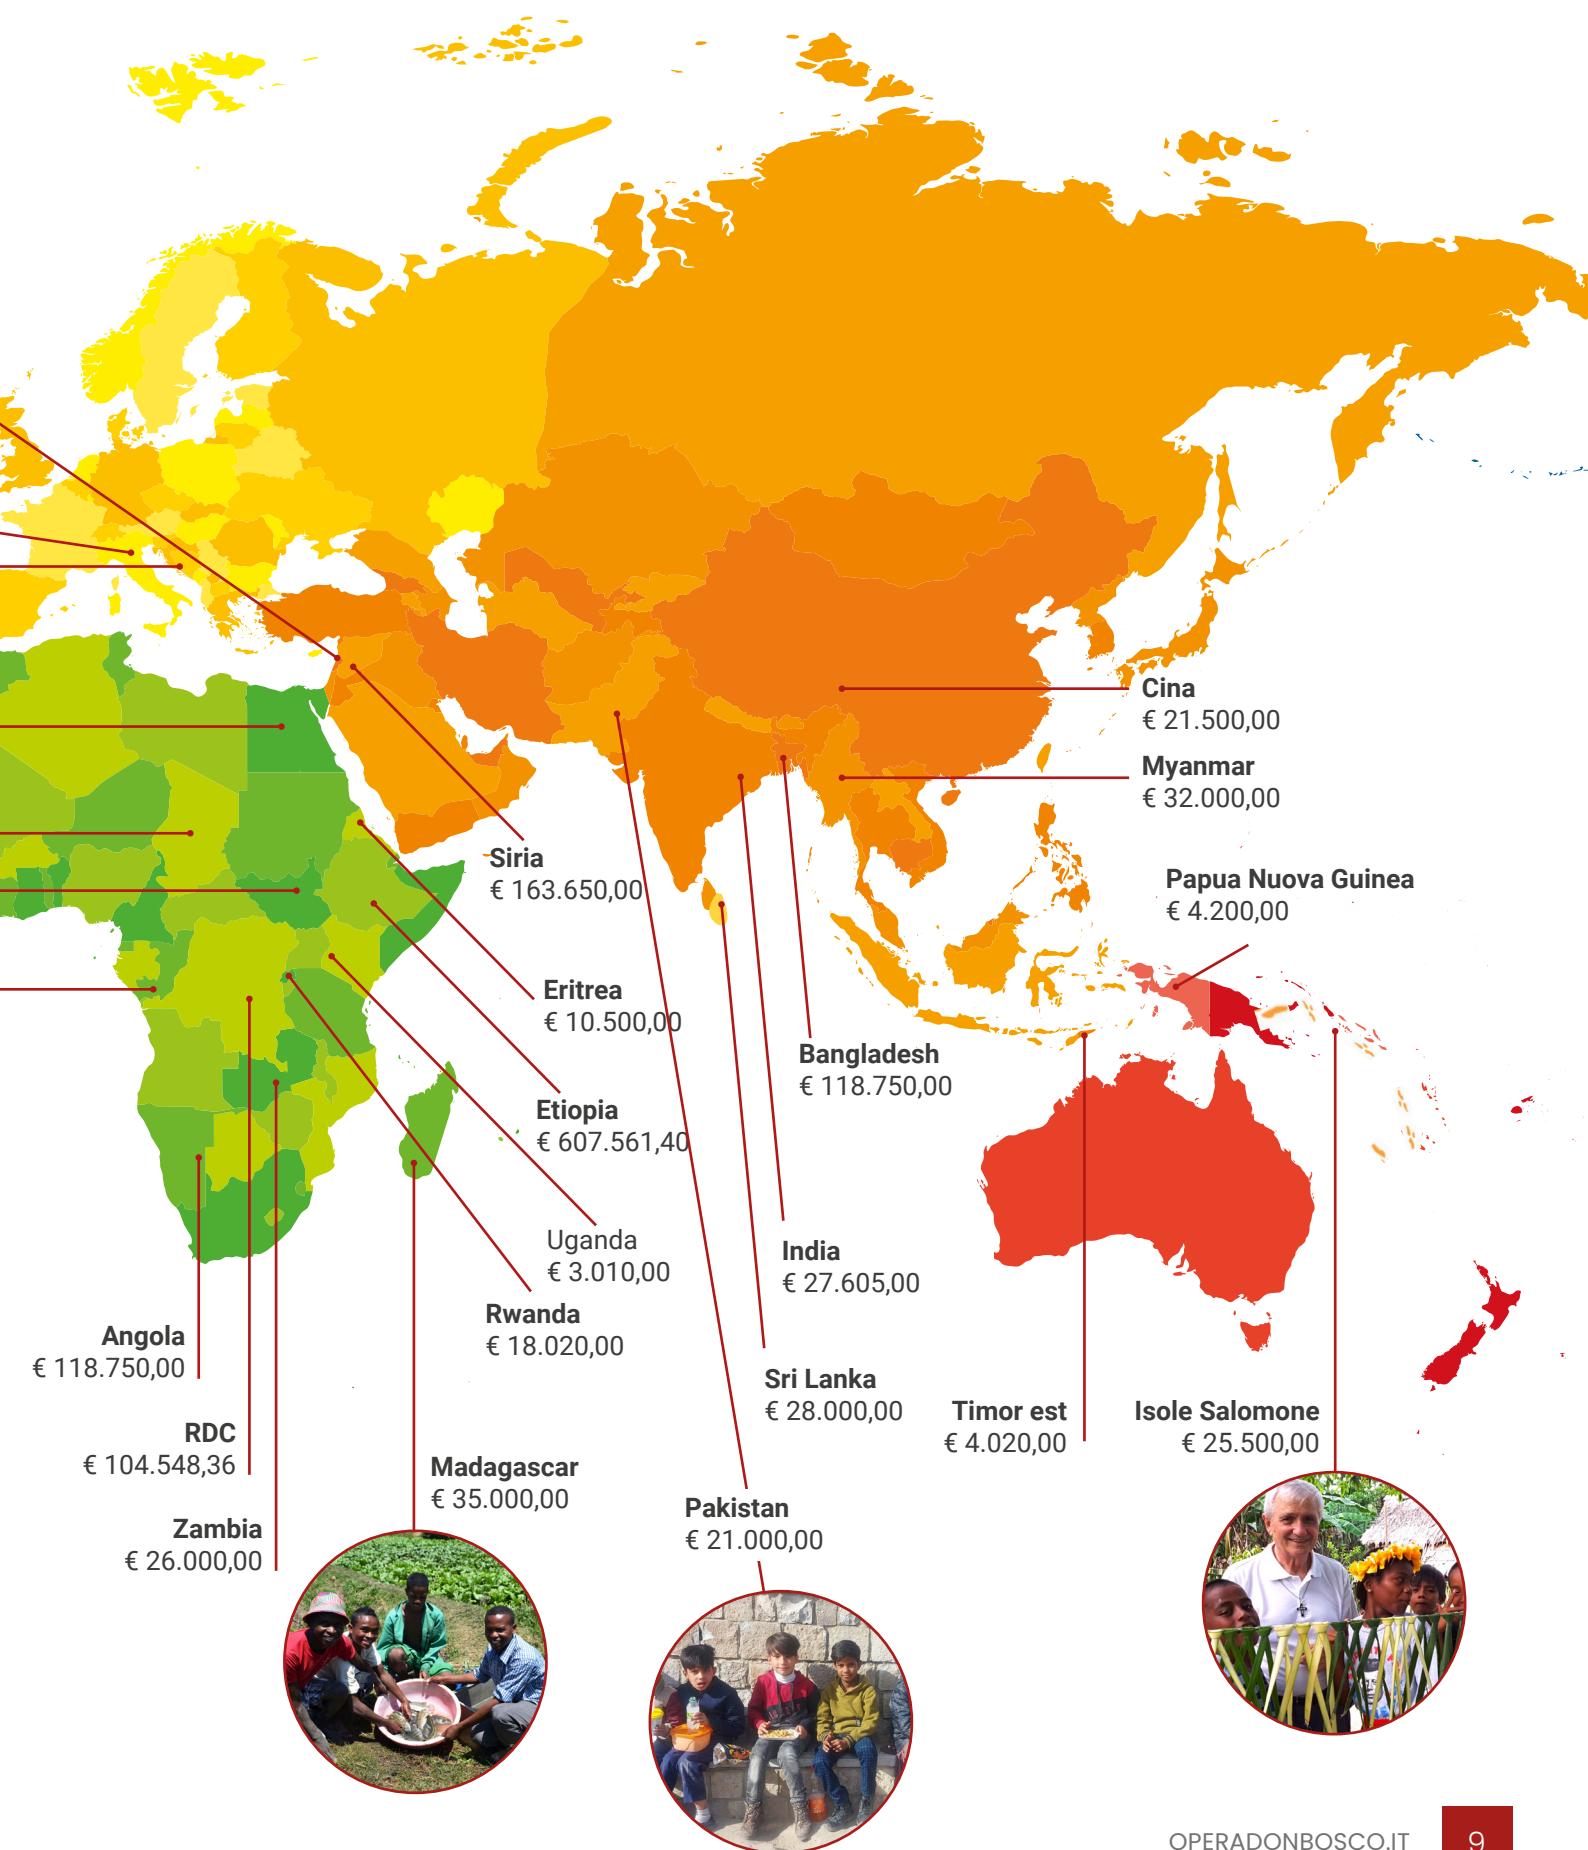 Cina
€ 21.500,00
Myanmar
€ 32.000,00
Siria
€ 163.650,00
Papua Nuova Guinea
€ 4.200,00
Eritrea
€ 10.500,00
Bangladesh
€ 118.750,00
Etiopia
€ 607.561,40
Uganda
€ 3.010,00
India
€ 27.605,00
Rwanda
€ 18.020,00
Angola
€ 118.750,00
Sri Lanka
€ 28.000,00
Timor est
€ 4.020,00
Isole Salomone
€ 25.500,00
RDC
€ 104.548,36
Madagascar
€ 35.000,00
Pakistan
€ 21.000,00
Zambia
€ 26.000,00
OPERADONBOSCO.IT
9